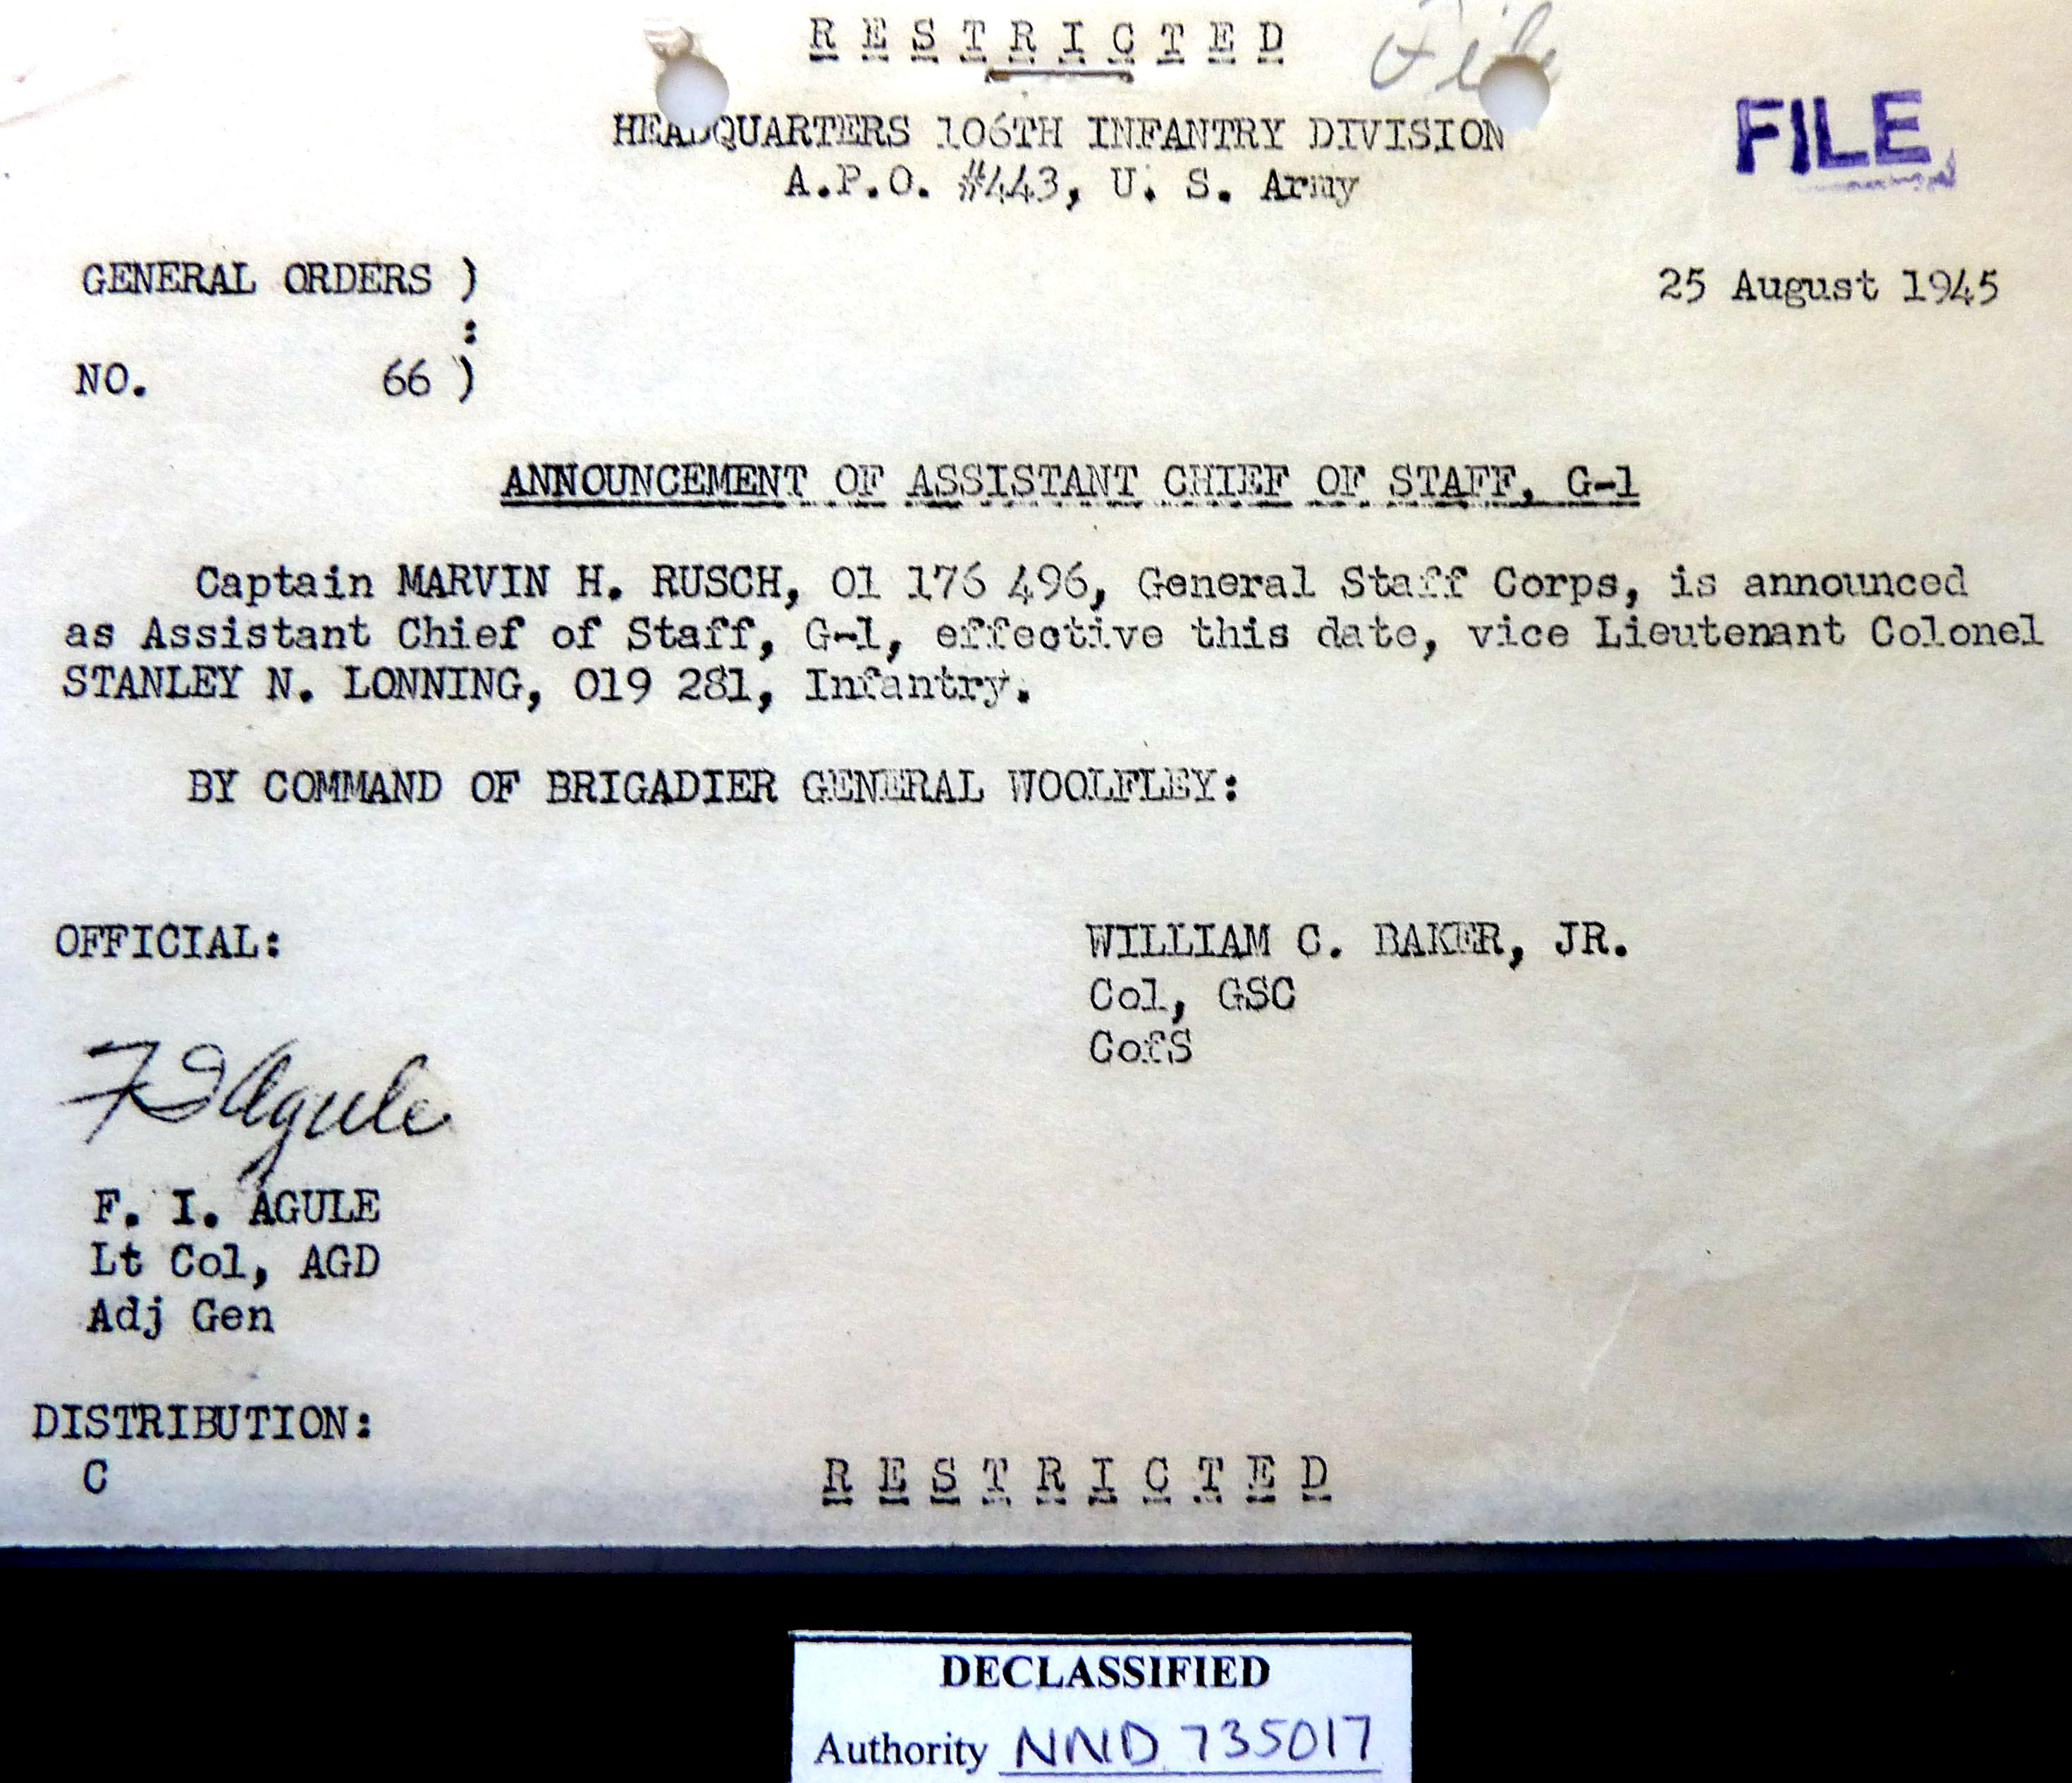 R E S T R I C T E D
File
FILE
HEADQUARTERS 106TH INFANTRY DIVISION
A.P.O. #443, U. S. Army
GENERAL ORDERS )
25 August 1945
:
NO. 66 )
ANNOUNCEMENT OF ASSISTANT CHIEF OF STAFF, G-1
Captain MARVIN H. RUSCH, 01 176 496, General Staff Corps, is announced
as Assistant Chief of Staff, G-1, effective this date, vice Lieutenant Colonel
STANLEY N. LONNING, 019 281, Infantry.
BY COMMAND OF BRIGADIER GENERAL WOOLFLEY:
OFFICIAL:
WILLIAM C. BAKER, JR.
Col, GSC
CofS
F I Agule
F. I. AGULE
Lt Col, AGD
Adj Gen
DISTRIBUTION:
C
R E S T R I C T E D
DECLASSIFIED
Authority NND 735017